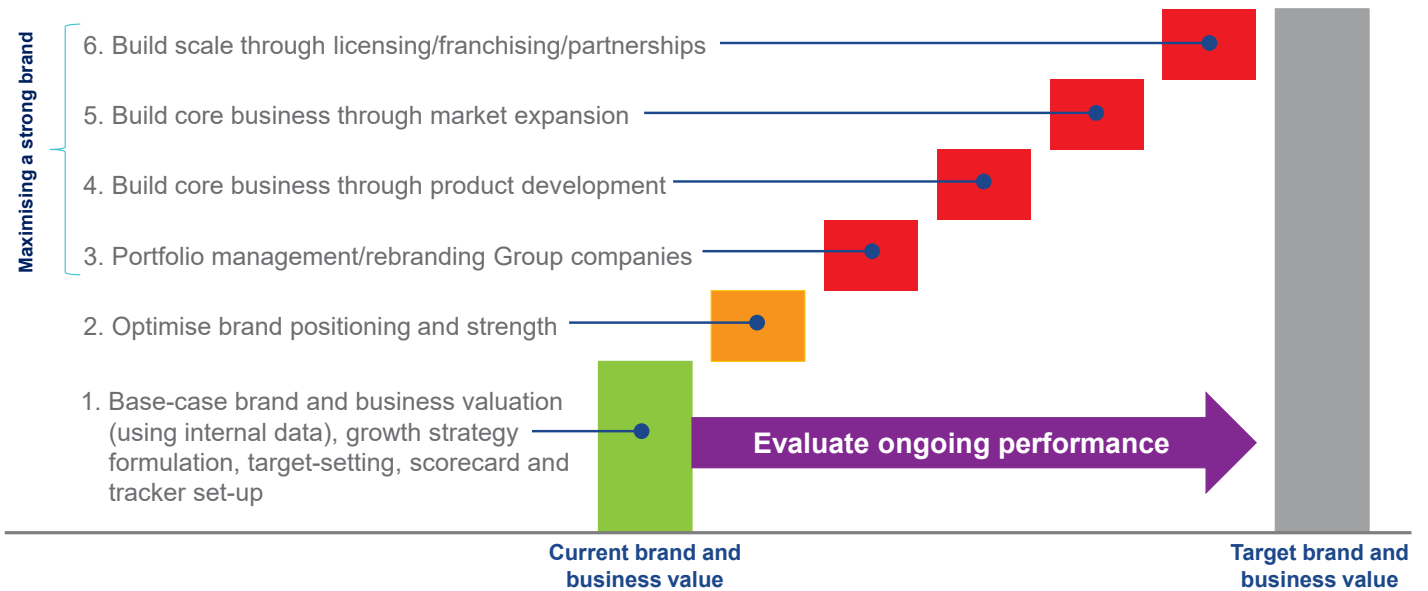 Maximising a strong brand
6. Build scale through licensing/franchising/partnerships
5. Build core business through market expansion
4. Build core business through product development
3. Portfolio management/rebranding Group companies
2. Optimise brand positioning and strength
1. Base-case brand and business valuation
(using internal data), growth strategy
formulation, target-setting, scorecard and
tracker set-up
Evaluate ongoing performance
Current brand and
business value
Target brand and
business value